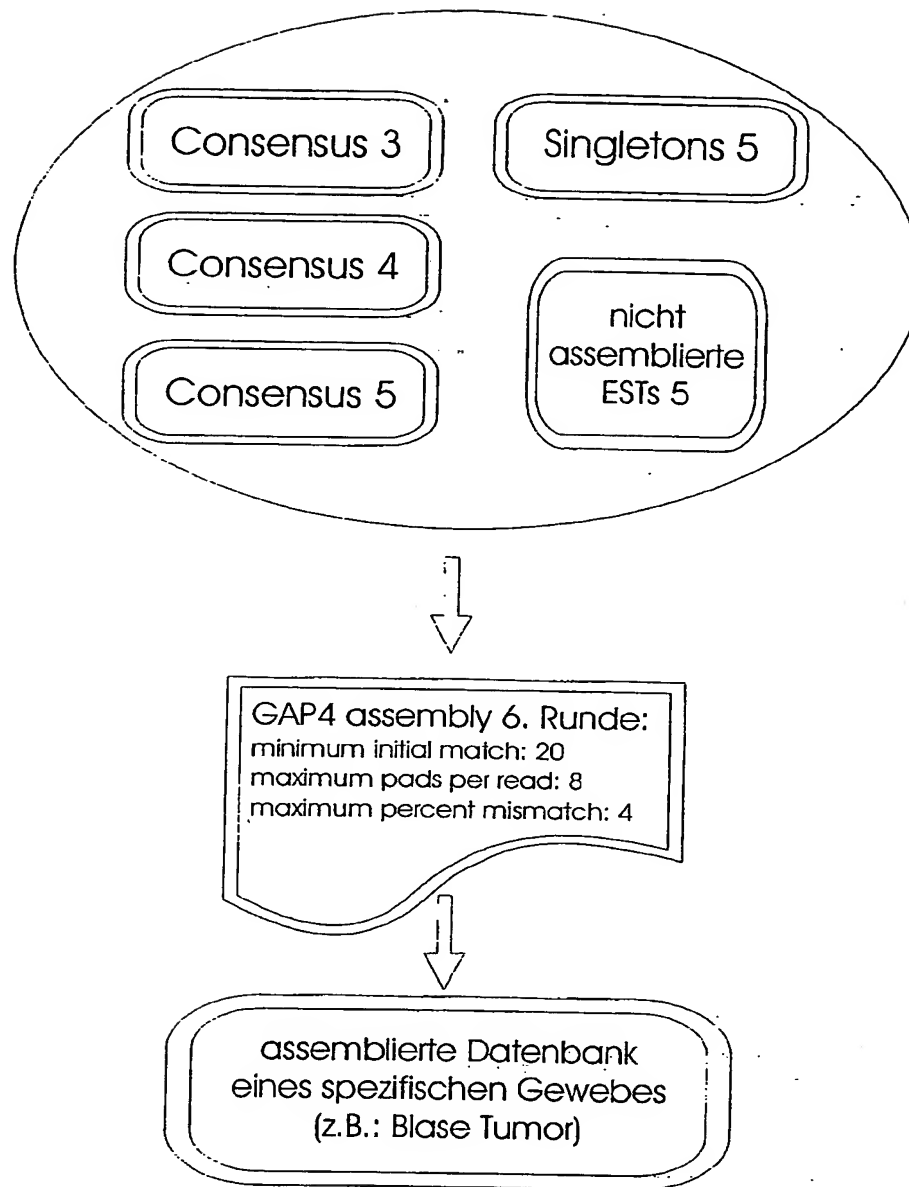 Consensus 3
Singletons 5
Consensus 4
nicht
assemblierte
ESTs 5
Consensus 5
GAP4 assembly 6. Runde:
minimum initial match: 20
maximum pads per read: 8
maximum percent mismatch: 4
assemblierte Datenbank
eines spezifischen Gewebes
(z.B.: Blase Tumor)